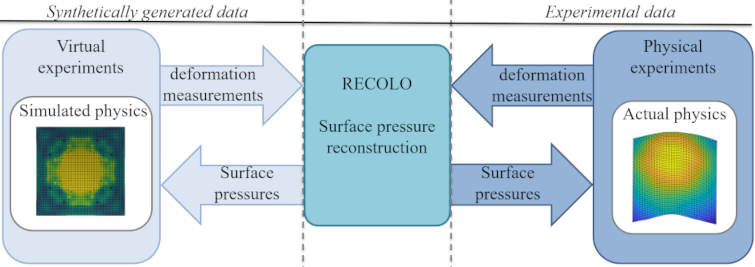 Synthetically generated data
Experimental data
Virtual
experiments
Simulated physics
deformation
measurements
Surface
pressures
RECOLO
Surface pressure
reconstruction
deformation
measurements
Surface
pressures
Physical
experiments
Actual physics